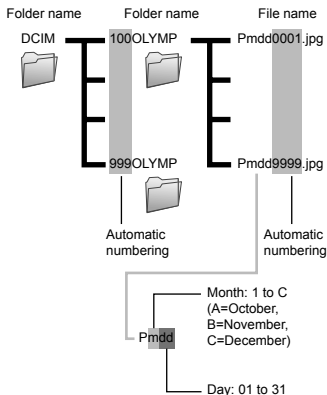 Folder name Folder name File name
DCIM 100OLYMP Pmdd0001.jpg
999OLYMP Pmdd9999.jpg
Automatic
numbering
Automatic
numbering
Month: 1 to C
(A=October,
B=November,
C=December)
Pmdd
Day: 01 to 31